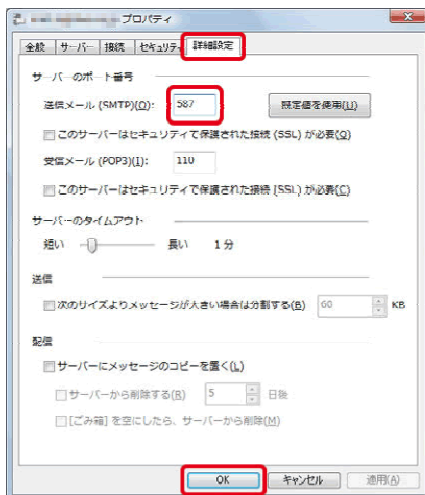 プロパティ
全般 サーバー 接続 セキュリティ 詳細設定
サーバーのポート番号
送信メール (SMTP)(O): 587 既定値を使用(U)
このサーバーはセキュリティで保護された接続 (SSL) が必要(Q)
受信メール (POP3)(I): 110
このサーバーはセキュリティで保護された接続 (SSL) が必要(C)
サーバーのタイムアウト
短い 長い 1 分
送信
次のサイズよりメッセージが大きい場合は分割する(B) 60 KB
配信
サーバーにメッセージのコピーを置く(L)
サーバーから削除する(R) 5 日後
[ごみ箱] を空にしたら、サーバーから削除(M)
OK キャンセル 適用(A)